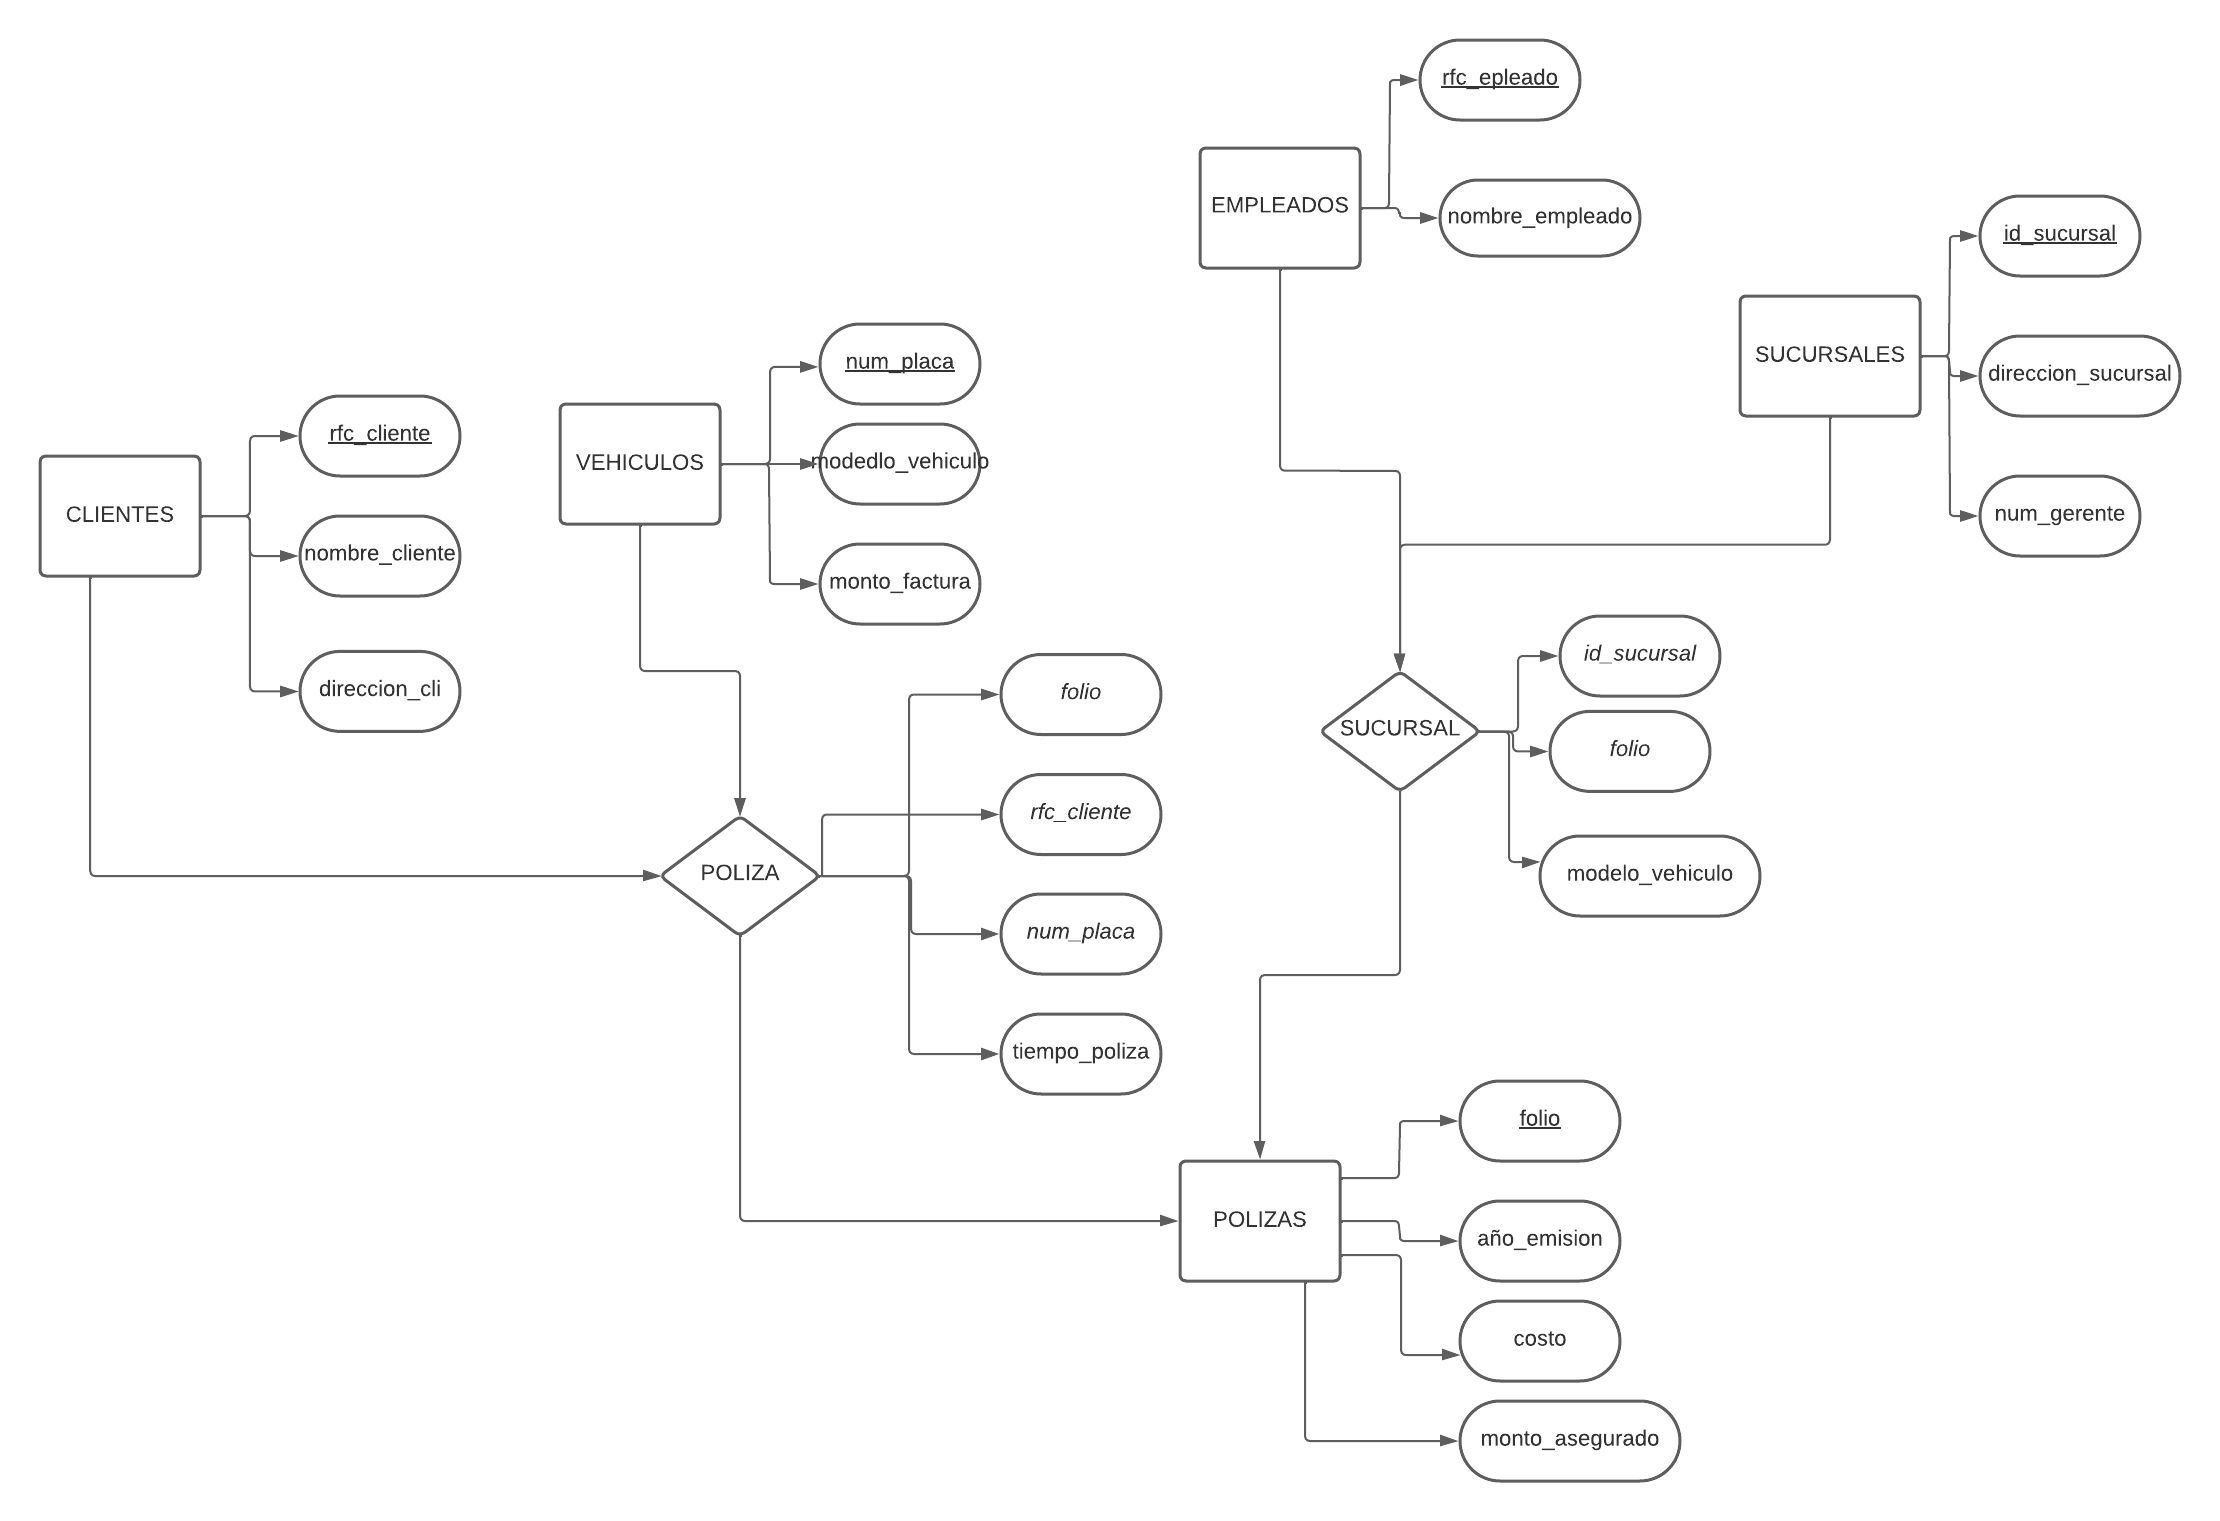 rfc_epleado
EMPLEADOS
nombre_empleado
id_sucursal
SUCURSALES
direccion_sucursal
num_gerente
num_placa
VEHICULOS
modedlo_vehiculo
monto_factura
rfc_cliente
CLIENTES
nombre_cliente
direccion_cli
folio
rfc_cliente
POLIZA
num_placa
tiempo_poliza
id_sucursal
SUCURSAL
folio
modelo_vehiculo
folio
POLIZAS
año_emision
costo
monto_asegurado